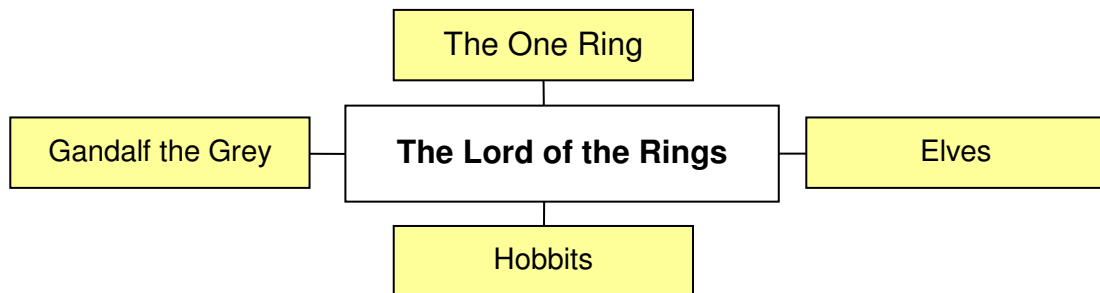 The One Ring
Gandalf the Grey
The Lord of the Rings
Elves
Hobbits